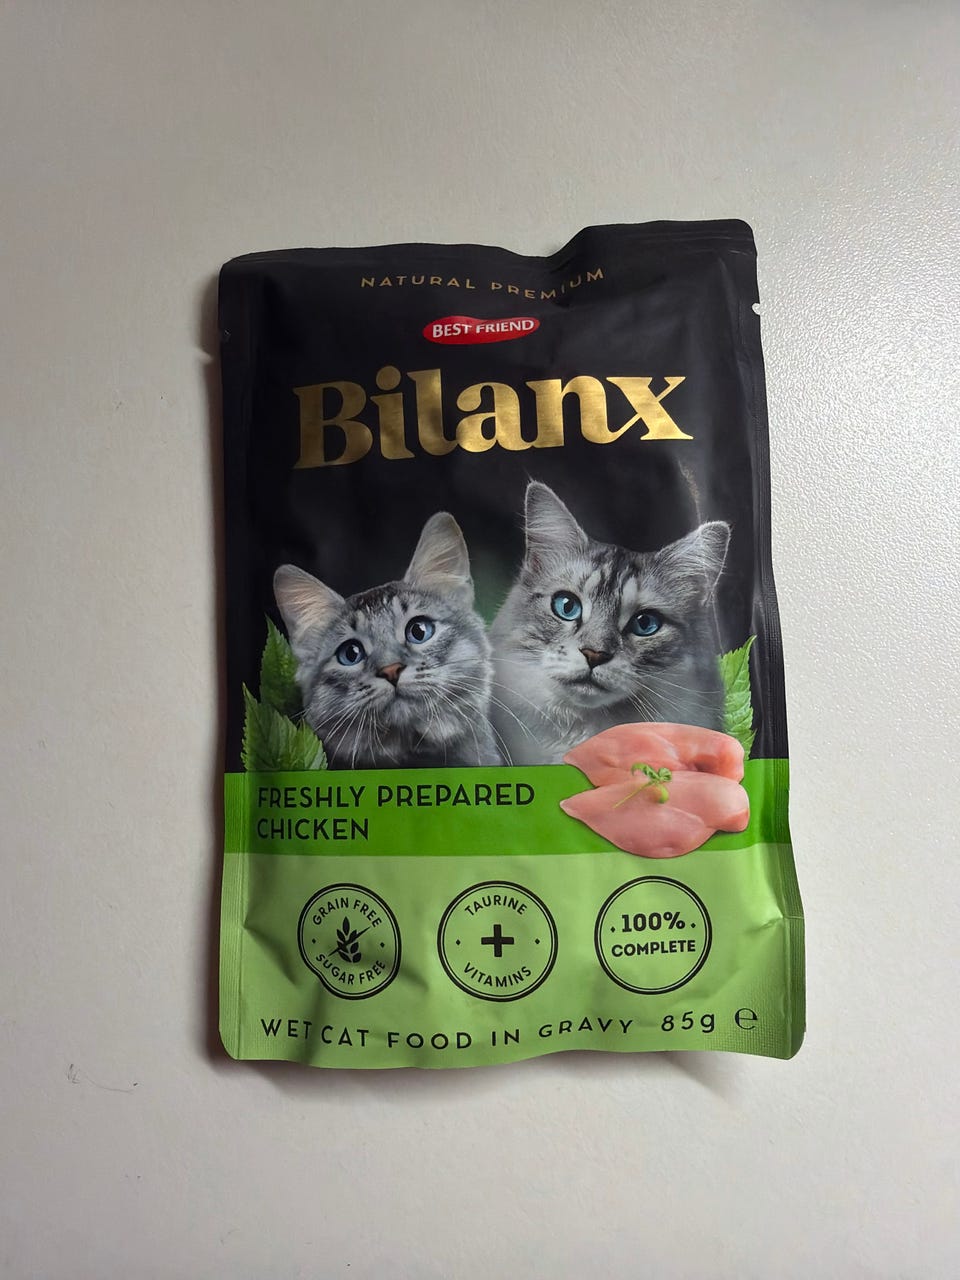 NATURAL PREMIUM
BEST FRIEND
Bilanx
FRESHLY PREPARED
CHICKEN
GRAIN FREE
SUGAR FREE
TAURINE
+
VITAMINS
100%
COMPLETE
WET CAT FOOD IN GRAVY 85g ℮